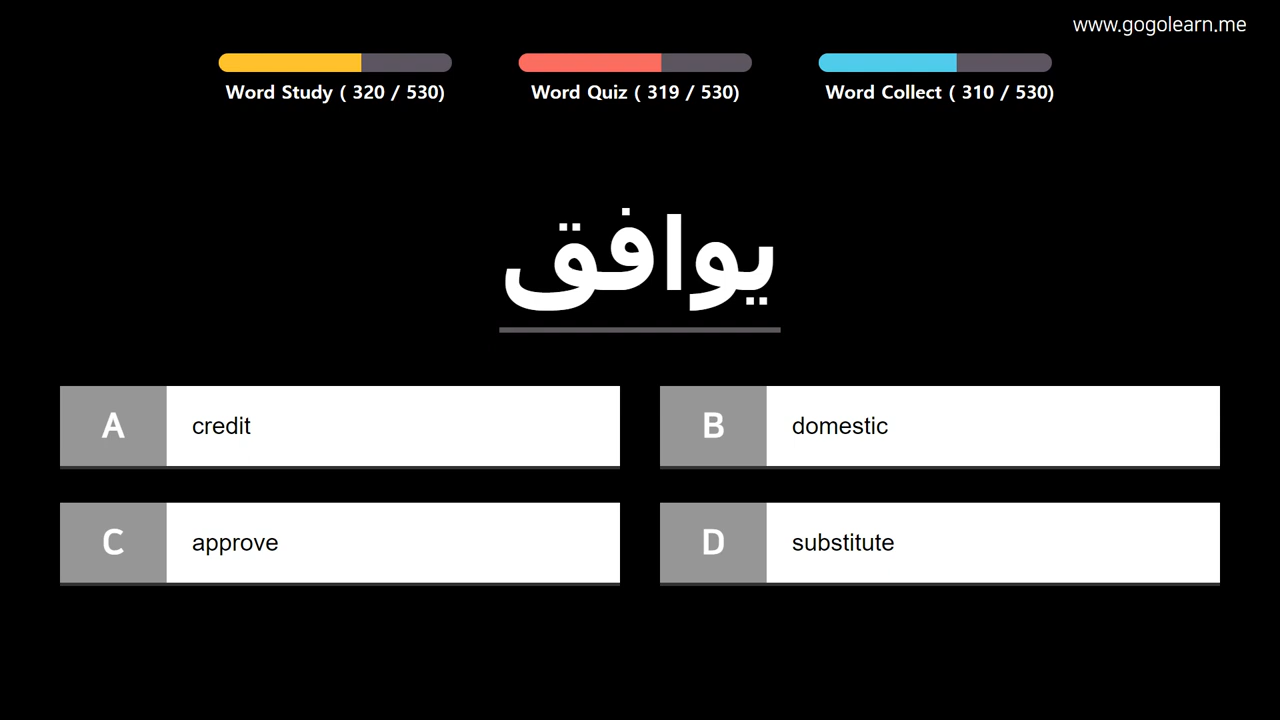 www.gogolearn.me
Word Study ( 320 / 530)
Word Quiz ( 319 / 530)
Word Collect ( 310 / 530)
يوافق
A credit
B domestic
C approve
D substitute